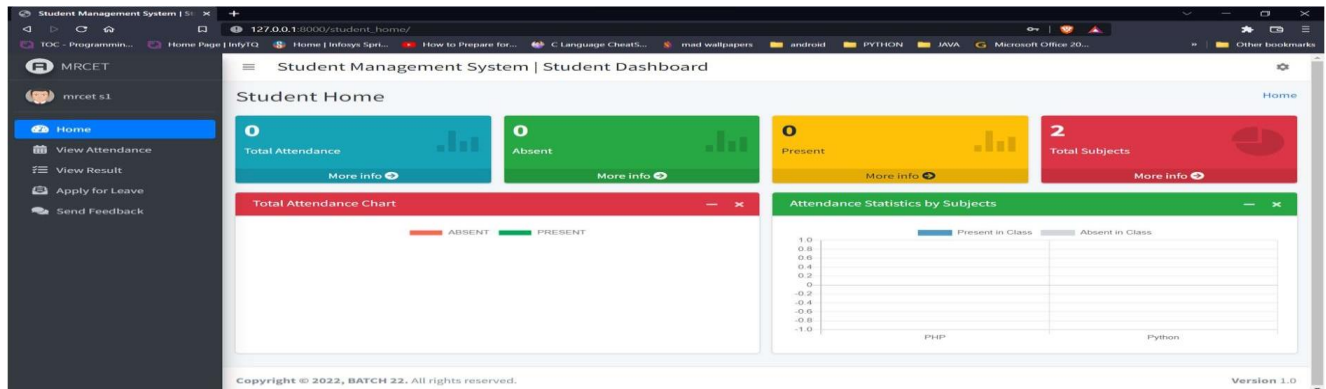 Student Management System | St ×
+
127.0.0.1:8000/student_home/
TOC - Programmin... Home Page | InfyTQ Home | Infosys Spri... How to Prepare for... C Language CheatS... mad wallpapers android PYTHON JAVA Microsoft Office 20... » Other bookmarks
MRCET
Student Management System | Student Dashboard
mrcet s1
Student Home
Home
Home
View Attendance
View Result
Apply for Leave
Send Feedback
0
Total Attendance
More info
0
Absent
More info
0
Present
More info
2
Total Subjects
More info
Total Attendance Chart
ABSENT PRESENT
Attendance Statistics by Subjects
Present in Class Absent in Class
1.0
0.8
0.6
0.4
0.2
0
-0.2
-0.4
-0.6
-0.8
-1.0
PHP Python
Copyright © 2022, BATCH 22. All rights reserved.
Version 1.0